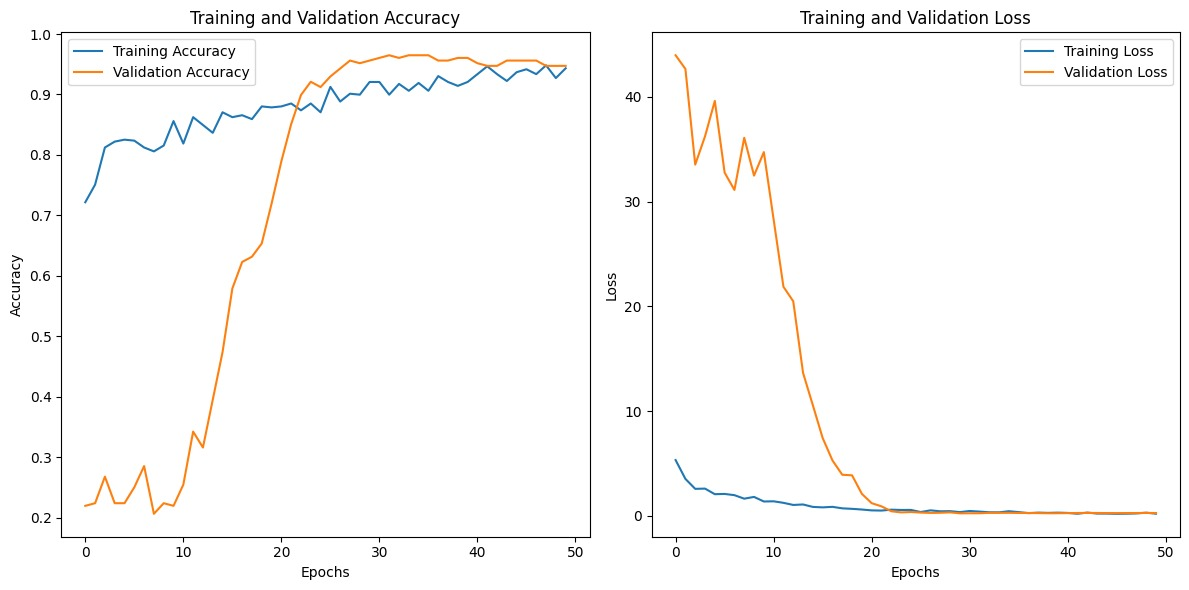 Training and Validation Accuracy
Training Accuracy
Validation Accuracy
1.0
0.9
0.8
0.7
0.6
0.5
0.4
0.3
0.2
Accuracy
0 10 20 30 40 50
Epochs
Training and Validation Loss
Training Loss
Validation Loss
40
30
20
10
0
Loss
0 10 20 30 40 50
Epochs